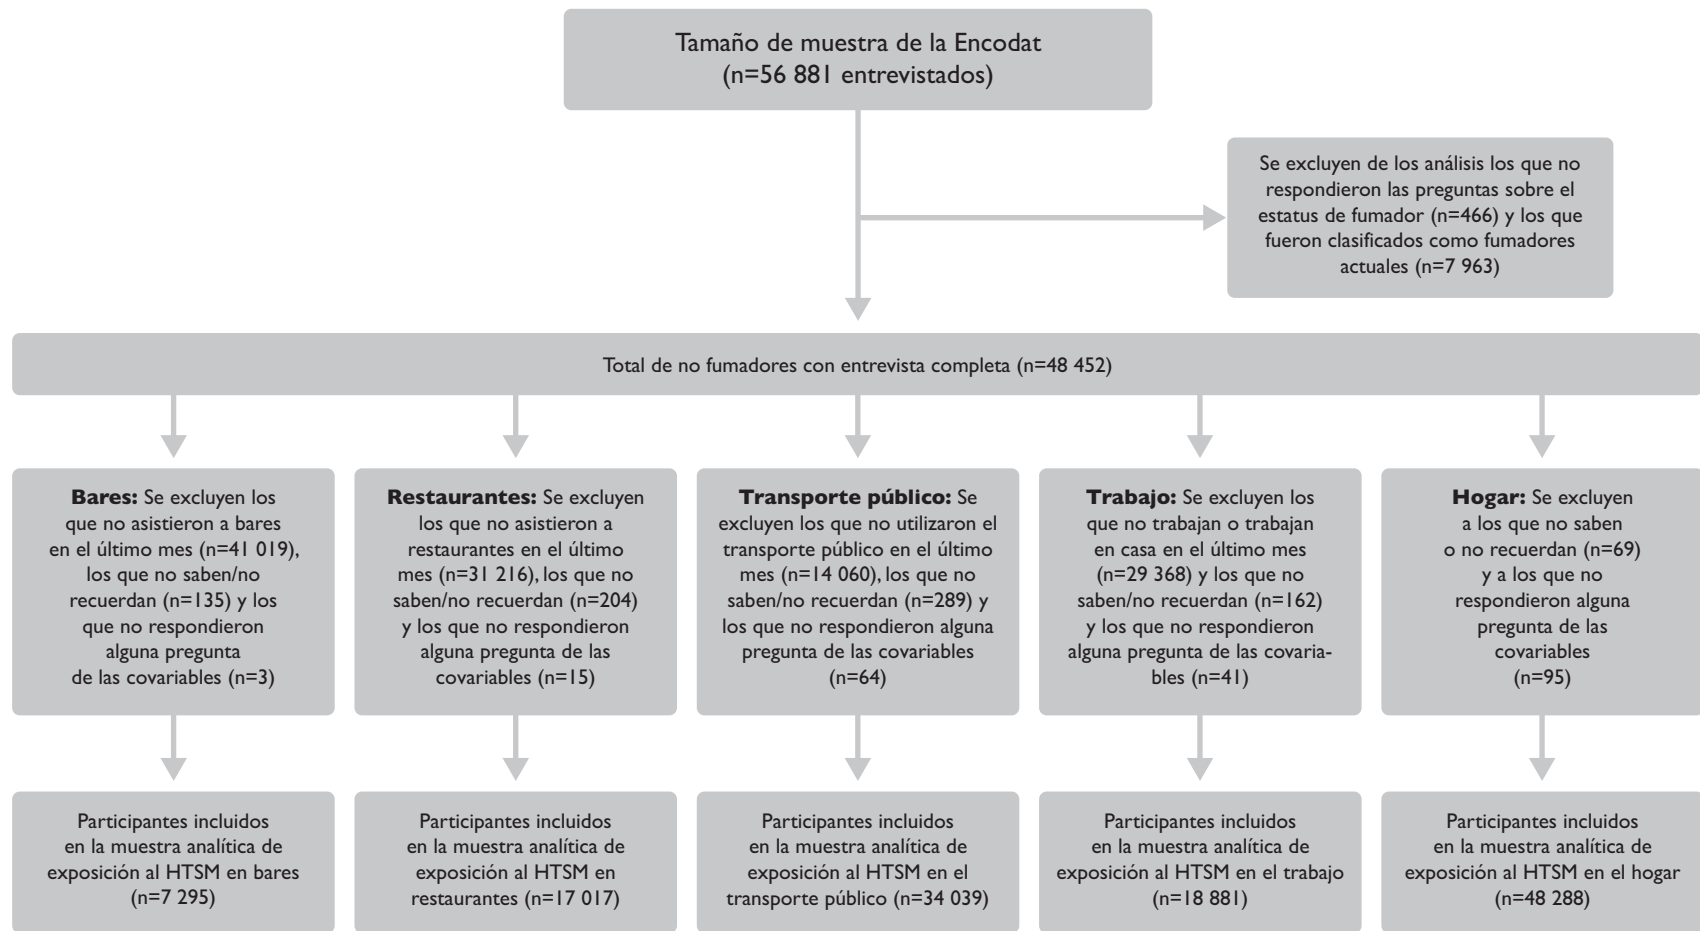 Tamaño de muestra de la Encodat
(n=56 881 entrevistados)
Se excluyen de los análisis los que no
respondieron las preguntas sobre el
estatus de fumador (n=466) y los que
fueron clasificados como fumadores
actuales (n=7 963)
Total de no fumadores con entrevista completa (n=48 452)
Bares: Se excluyen los
que no asistieron a bares
en el último mes (n=41 019),
los que no saben/no
recuerdan (n=135) y los
que no respondieron
alguna pregunta
de las covariables (n=3)
Restaurantes: Se excluyen
los que no asistieron a
restaurantes en el último
mes (n=31 216), los que no
saben/no recuerdan (n=204)
y los que no respondieron
alguna pregunta de las
covariables (n=15)
Transporte público: Se
excluyen los que no utilizaron el
transporte público en el último
mes (n=14 060), los que no
saben/no recuerdan (n=289) y
los que no respondieron alguna
pregunta de las covariables
(n=64)
Trabajo: Se excluyen los
que no trabajan o trabajan
en casa en el último mes
(n=29 368) y los que no
saben/no recuerdan (n=162)
y los que no respondieron
alguna pregunta de las covaria-
bles (n=41)
Hogar: Se excluyen
a los que no saben
o no recuerdan (n=69)
y a los que no
respondieron alguna
pregunta de las
covariables
(n=95)
Participantes incluidos
en la muestra analítica de
exposición al HTSM en bares
(n=7 295)
Participantes incluidos
en la muestra analítica de
exposición al HTSM en
restaurantes (n=17 017)
Participantes incluidos
en la muestra analítica de
exposición al HTSM en el
transporte público (n=34 039)
Participantes incluidos
en la muestra analítica de
exposición al HTSM en el trabajo
(n=18 881)
Participantes incluidos
en la muestra analítica de
exposición al HTSM en el hogar
(n=48 288)